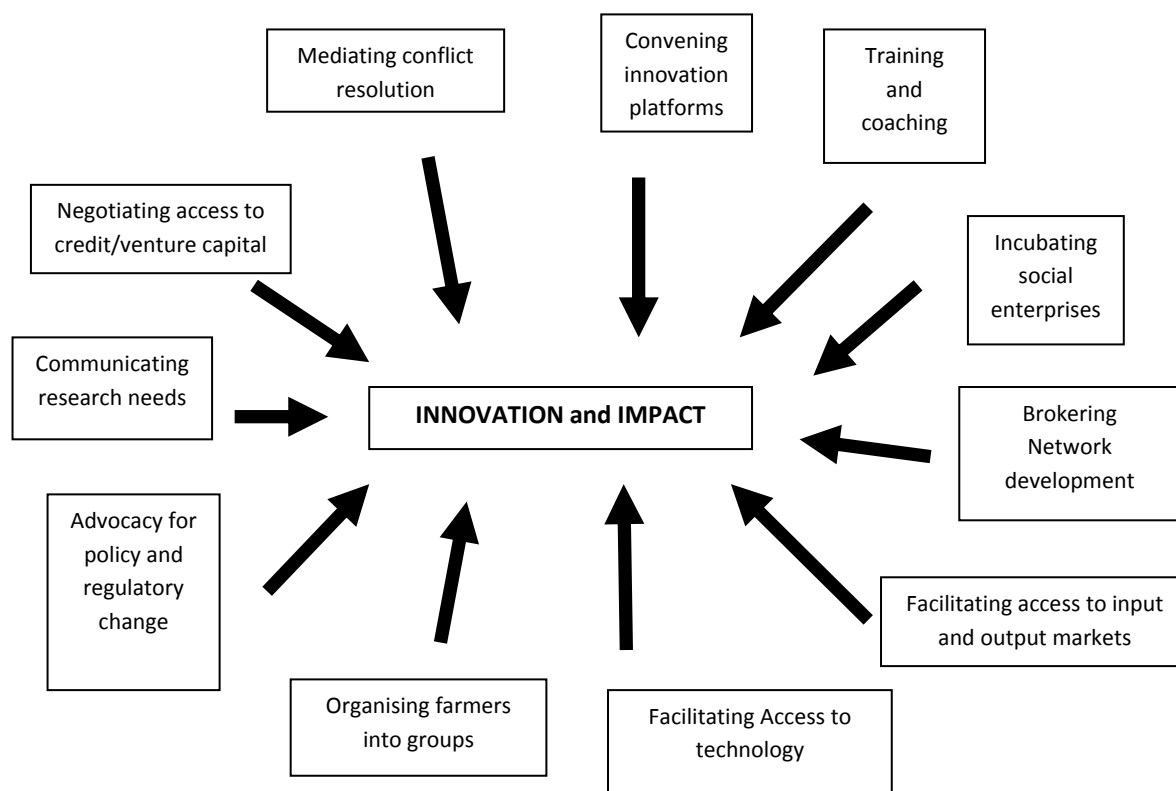 Mediating conflict
resolution
Convening
innovation
platforms
Training
and
coaching
Negotiating access to
credit/venture capital
Incubating
social
enterprises
Communicating
research needs
INNOVATION and IMPACT
Brokering
Network
development
Advocacy for
policy and
regulatory
change
Facilitating access to input
and output markets
Organising farmers
into groups
Facilitating Access to
technology